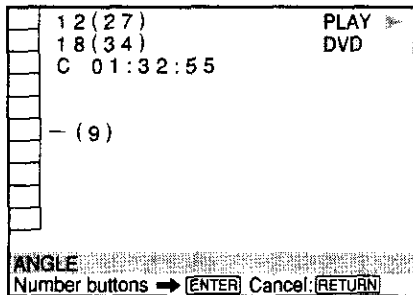 12(27) PLAY
18(34) DVD
C 01:32:55
– (9)
ANGLE
Number buttons ➡ ENTER Cancel: RETURN